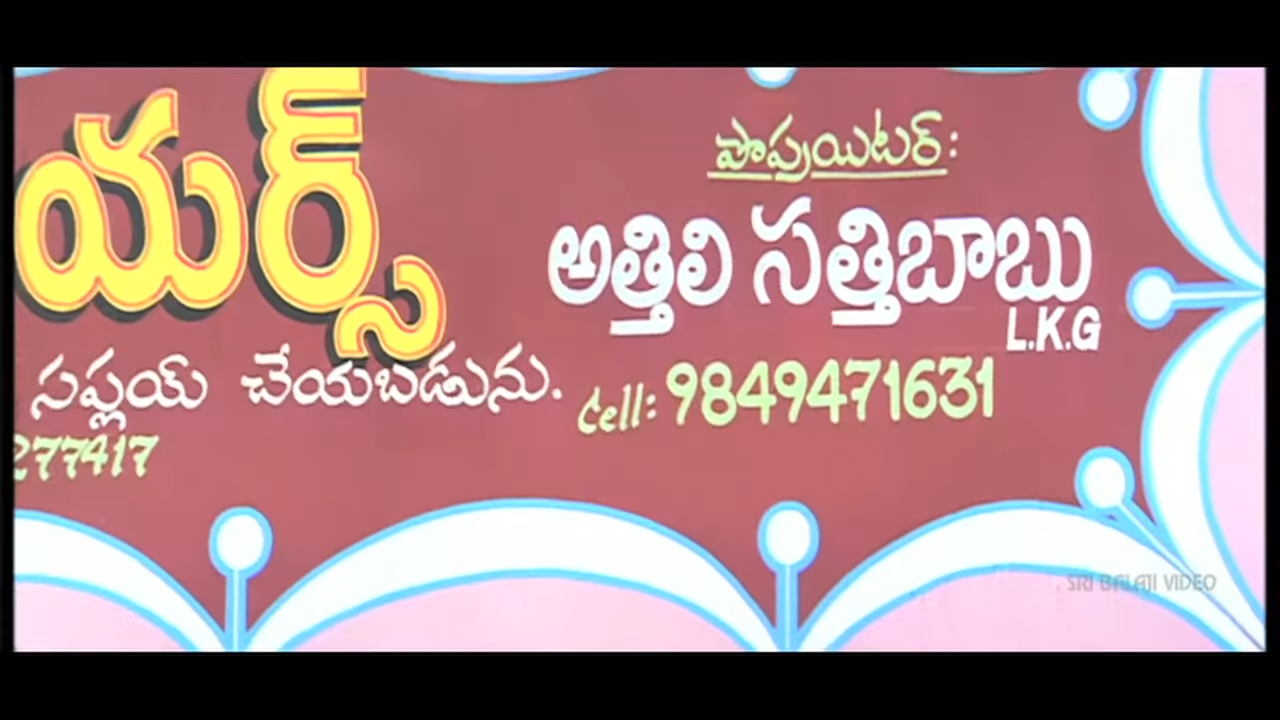 యర్స్
పొప్రయిటర్:
అత్తిలి సత్తిబాబు
L.K.G
సప్లయ్ చేయబడును.
Cell: 9849471631
277417
SRI BALAJI VIDEO